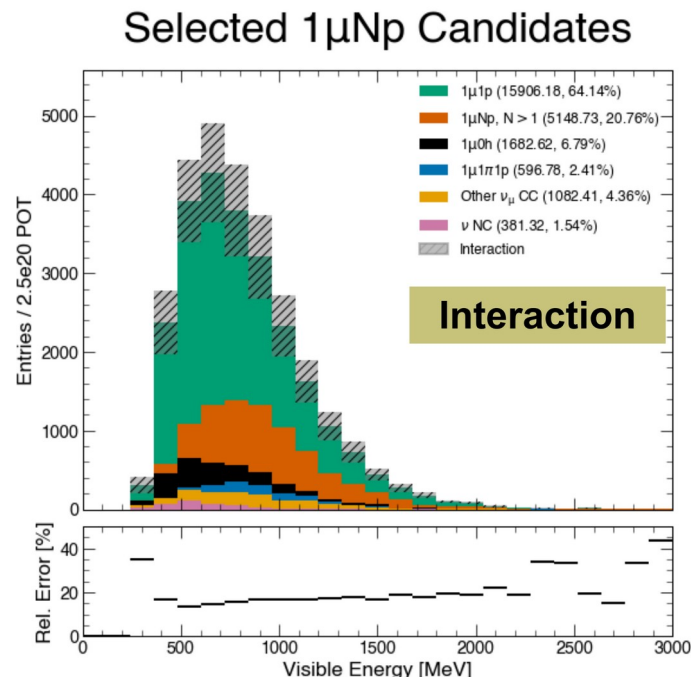 Selected 1μNp Candidates
Entries / 2.5e20 POT
5000
4000
3000
2000
1000
0
1μ1p (15906.18, 64.14%)
1μNp, N > 1 (5148.73, 20.76%)
1μ0h (1682.62, 6.79%)
1μ1π1p (596.78, 2.41%)
Other νμ CC (1082.41, 4.36%)
ν NC (381.32, 1.54%)
Interaction
Interaction
Rel. Error [%]
40
20
0
0 500 1000 1500 2000 2500 3000
Visible Energy [MeV]